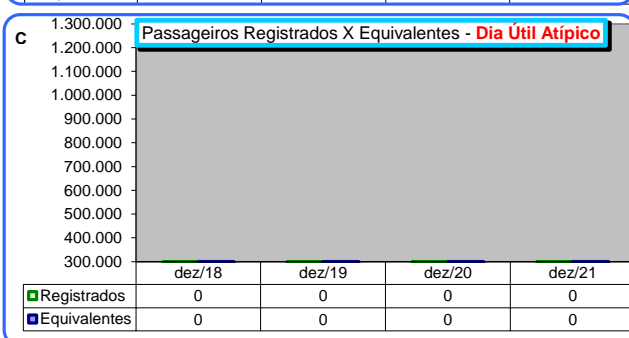 C
Passageiros Registrados X Equivalentes - Dia Útil Atípico
1.300.000
1.200.000
1.100.000
1.000.000
900.000
800.000
700.000
600.000
500.000
400.000
300.000
dez/18 dez/19 dez/20 dez/21
Registrados 0 0 0 0
Equivalentes 0 0 0 0